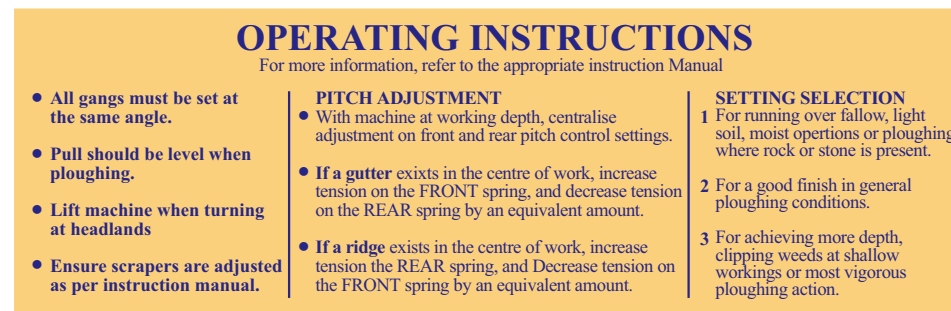 OPERATING INSTRUCTIONS
For more information, refer to the appropriate instruction Manual
• All gangs must be set at
the same angle.
• Pull should be level when
ploughing.
• Lift machine when turning
at headlands
• Ensure scrapers are adjusted
as per instruction manual.
PITCH ADJUSTMENT
• With machine at working depth, centralise
adjustment on front and rear pitch control settings.
• If a gutter exixts in the centre of work, increase
tension on the FRONT spring, and decrease tension
on the REAR spring by an equivalent amount.
• If a ridge exists in the centre of work, increase
tension the REAR spring, and Decrease tension on
the FRONT spring by an equivalent amount.
SETTING SELECTION
1 For running over fallow, light
soil, moist opertions or ploughing
where rock or stone is present.
2 For a good finish in general
ploughing conditions.
3 For achieving more depth,
clipping weeds at shallow
workings or most vigorous
ploughing action.